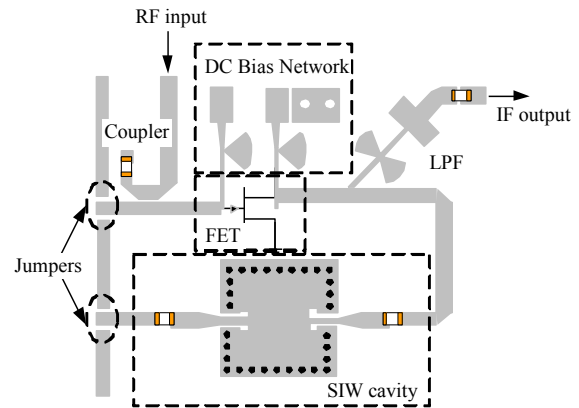 RF input
DC Bias Network
IF output
Coupler
LPF
FET
Jumpers
SIW cavity